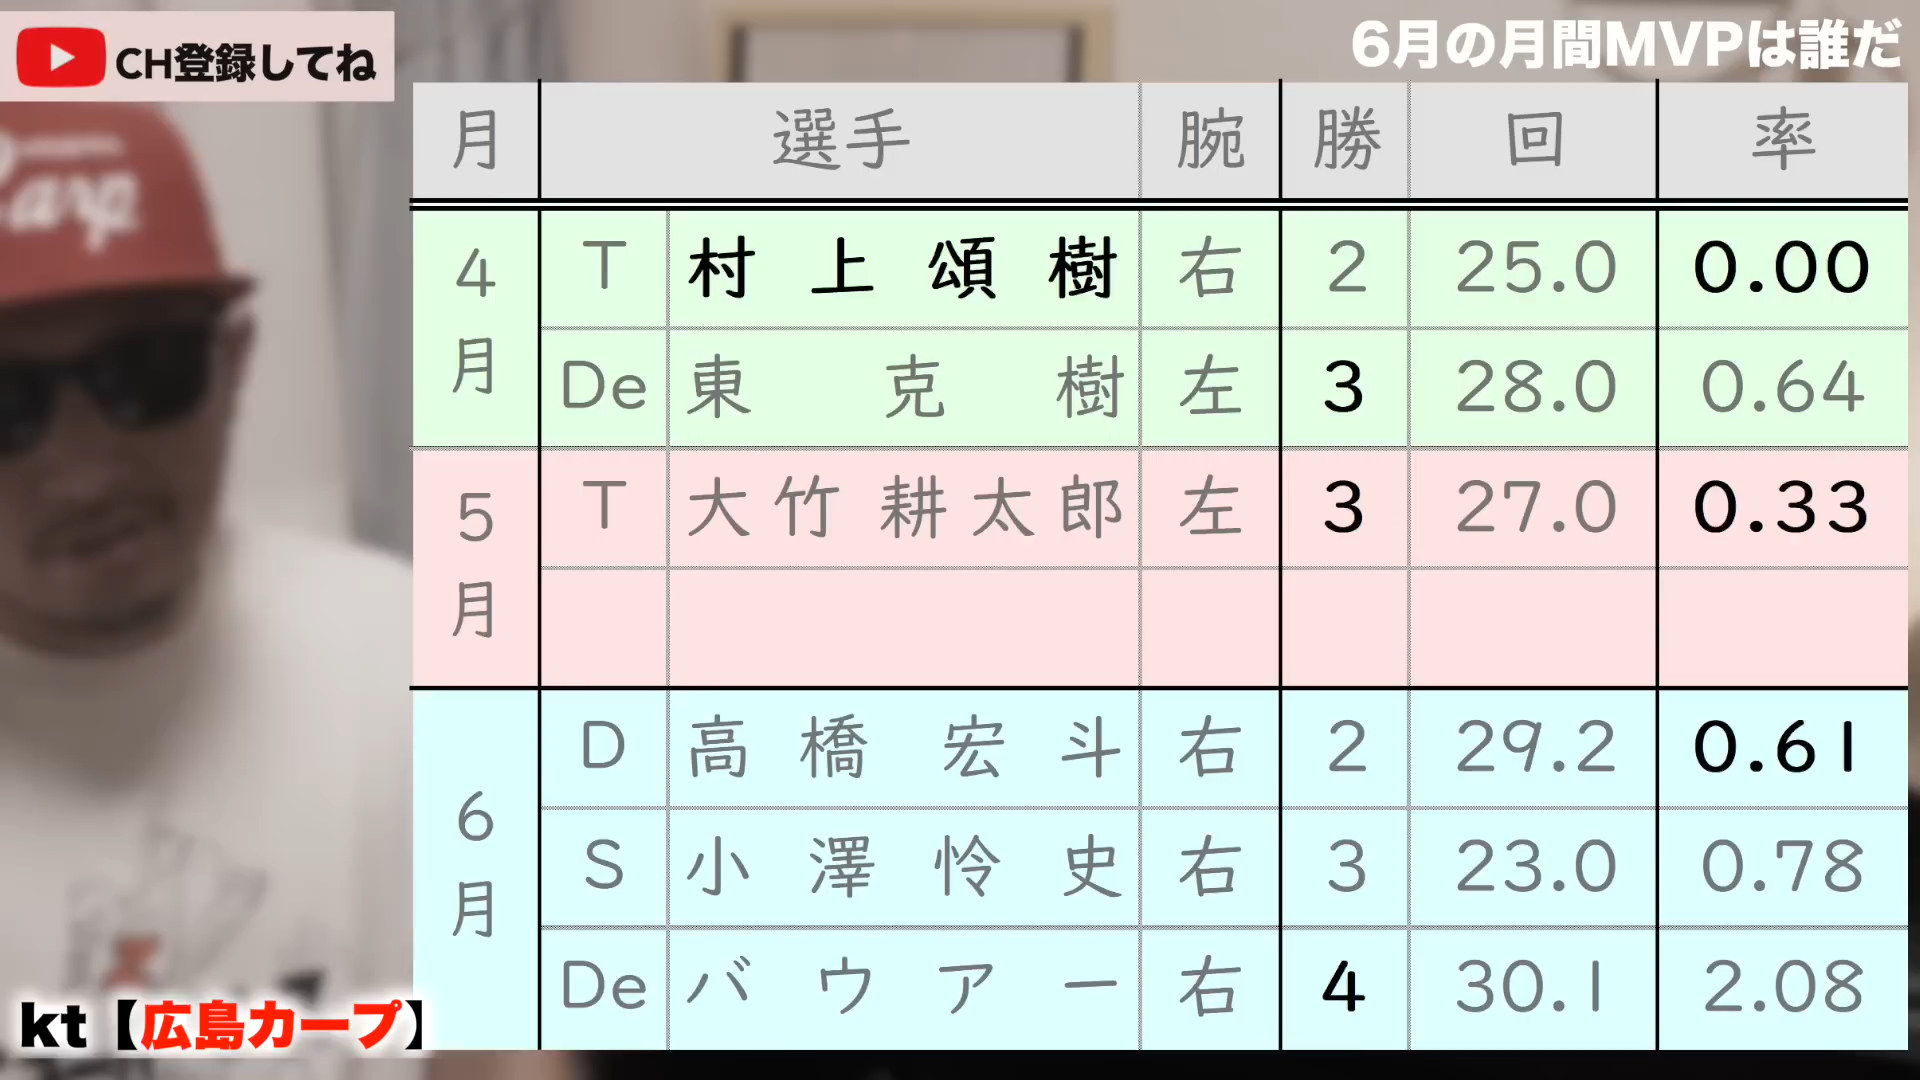 CH登録してね
6月の月間MVPは誰だ
月 選手 腕 勝 回 率
4月 T 村上頌樹 右 2 25.0 0.00
De 東克樹 左 3 28.0 0.64
5月 T 大竹耕太郎 左 3 27.0 0.33
6月 D 高橋宏斗 右 2 29.2 0.61
S 小澤怜史 右 3 23.0 0.78
De バウアー 右 4 30.1 2.08
kt【広島カープ】